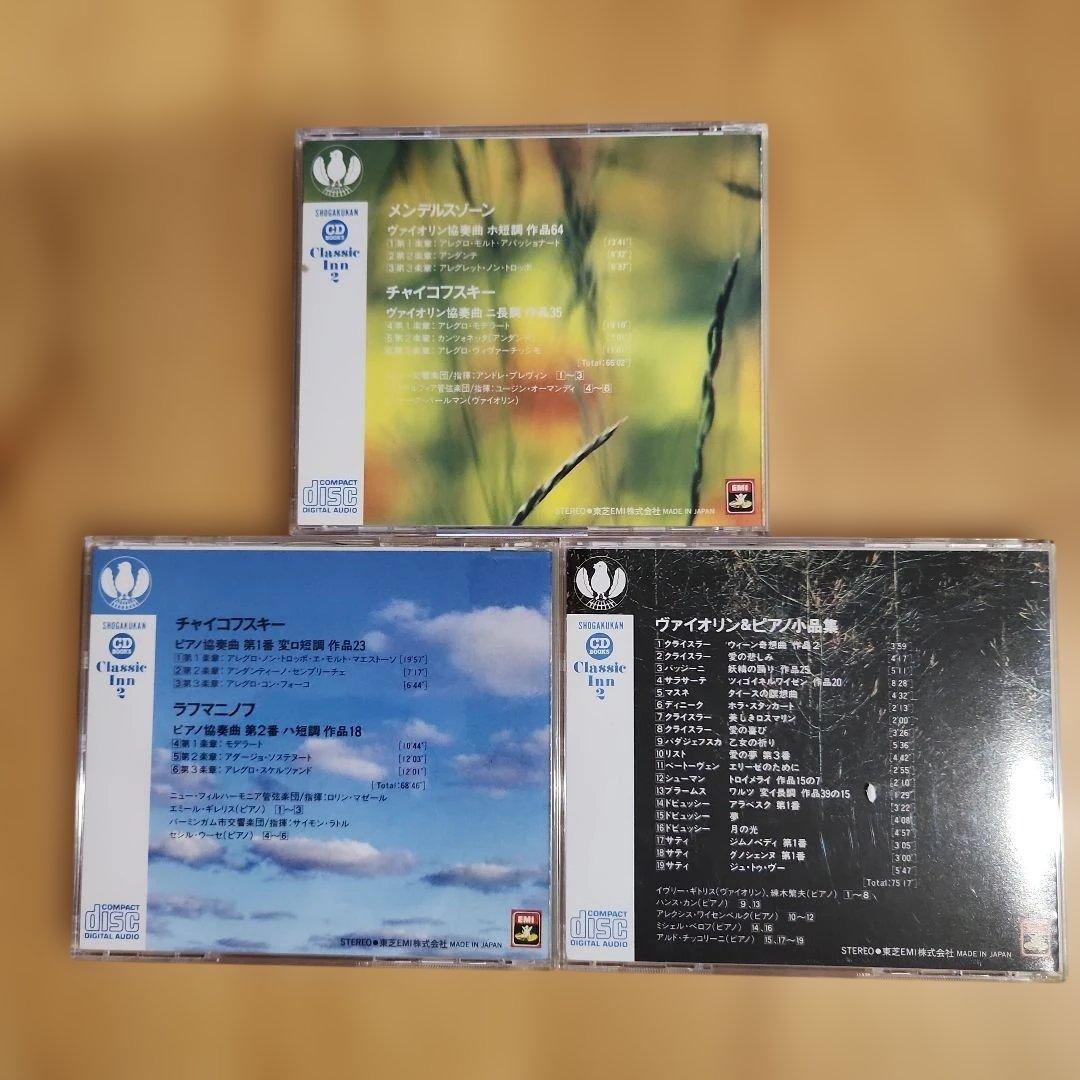 SHOGAKUKAN
CD
BOOKS
Classic
Inn
2
メンデルスゾーン
ヴァイオリン協奏曲 ホ短調 作品64
1 第1楽章:アレグロ・モルト・アパッショナート [13'41"]
2 第2楽章:アンダンテ
3 第3楽章:アレグレット・ノン・トロッポ
チャイコフスキー
ヴァイオリン協奏曲 ニ長調 作品35
4 第1楽章:アレグロ・モデラート
5 第2楽章:カンツォネッタ(アンダンテ)
楽章:アレグロ・ヴィヴァーチッシモ
[Total:66'02"]
交響楽団/指揮:アンドレ・プレヴィン 1〜3
フィア管弦楽団/指揮:ユージン・オーマンディ 4〜6
パールマン(ヴァイオリン)
COMPACT
disc
DIGITAL AUDIO
EMI
STEREO●東芝EMI株式会社 MADE IN JAPAN
SHOGAKUKAN
CD
BOOKS
Classic
Inn
2
チャイコフスキー
ピアノ協奏曲 第1番 変ロ短調 作品23
1 第1楽章:アレグロ・ノン・トロッポ・エ・モルト・マエストーソ [19'57"]
2 第2楽章:アンダンティーノ・センプリーチェ [7'17"]
3 第3楽章:アレグロ・コン・フォーコ [6'44"]
ラフマニノフ
ピアノ協奏曲 第2番 ハ短調 作品18
4 第1楽章:モデラート [10'44"]
5 第2楽章:アダージョ・ソステヌート [12'03"]
6 第3楽章:アレグロ・スケルツァンド [12'01"]
[Total:68'46"]
ニュー・フィルハーモニア管弦楽団/指揮:ロリン・マゼール
エミール・ギレリス(ピアノ) 1〜3
バーミンガム市交響楽団/指揮:サイモン・ラトル
セシル・ウーセ(ピアノ) 4〜6
COMPACT
disc
DIGITAL AUDIO
EMI
STEREO●東芝EMI株式会社 MADE IN JAPAN
SHOGAKUKAN
CD
BOOKS
Classic
Inn
2
ヴァイオリン&ピアノ小品集
1 クライスラー ウィーン奇想曲 作品2 3'59
2 クライスラー 愛の悲しみ 4'17
3 バッジーニ 妖精の踊り 作品25 5'11
4 サラサーテ ツィゴイネルワイゼン 作品20 8'28
5 マスネ タイースの瞑想曲 4'32
6 ディニーク ホラ・スタッカート 2'13
7 クライスラー 美しきロスマリン 2'00
8 クライスラー 愛の喜び 3'26
9 バダジェフスカ 乙女の祈り 5'36
10 リスト 愛の夢 第3番 4'42
11 ベートーヴェン エリーゼのために 2'55
12 シューマン トロイメライ 作品15の7 2'10
13 ブラームス ワルツ 変イ長調 作品39の15 1'29
14 ドビュッシー アラベスク 第1番 3'22
15 ドビュッシー 夢 4'08
16 ドビュッシー 月の光 4'57
17 サティ ジムノペディ 第1番 3'05
18 サティ グノシェンヌ 第1番 3'00
19 サティ ジュ・トゥ・ヴー 5'47
[Total:75'17]
イヴリー・ギトリス(ヴァイオリン)、練木繁夫(ピアノ) 1〜8
ハンス・カン(ピアノ) 9、13
アレクシス・ワイセンベルク(ピアノ) 10〜12
ミシェル・ベロフ(ピアノ) 14、16
アルド・チッコリーニ(ピアノ) 15、17〜19
COMPACT
disc
DIGITAL AUDIO
STEREO●東芝EMI株式会社 MADE IN JAPAN